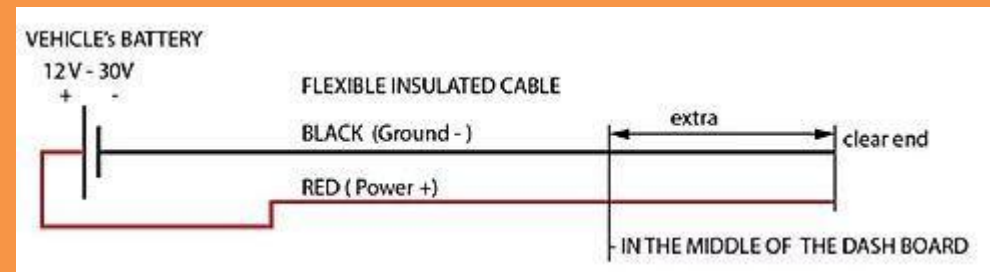 VEHICLE's BATTERY
12V - 30V
+ -
FLEXIBLE INSULATED CABLE
BLACK (Ground - )
extra
clear end
RED ( Power +)
- IN THE MIDDLE OF THE DASH BOARD